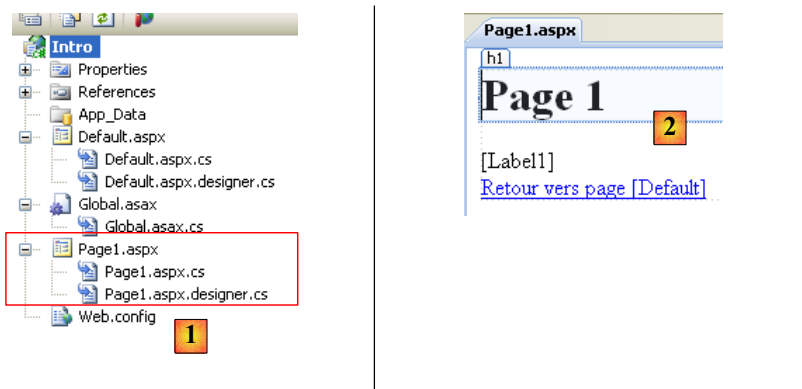 Intro
Properties
References
App_Data
Default.aspx
Default.aspx.cs
Default.aspx.designer.cs
Global.asax
Global.asax.cs
Page1.aspx
Page1.aspx.cs
Page1.aspx.designer.cs
Web.config
1
Page1.aspx
h1
Page 1
2
[Label1]
Retour vers page [Default]